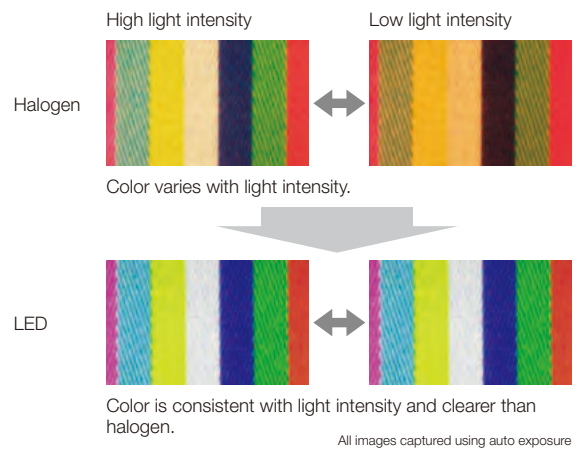 High light intensity
Low light intensity
Halogen
Color varies with light intensity.
LED
Color is consistent with light intensity and clearer than
halogen.
All images captured using auto exposure